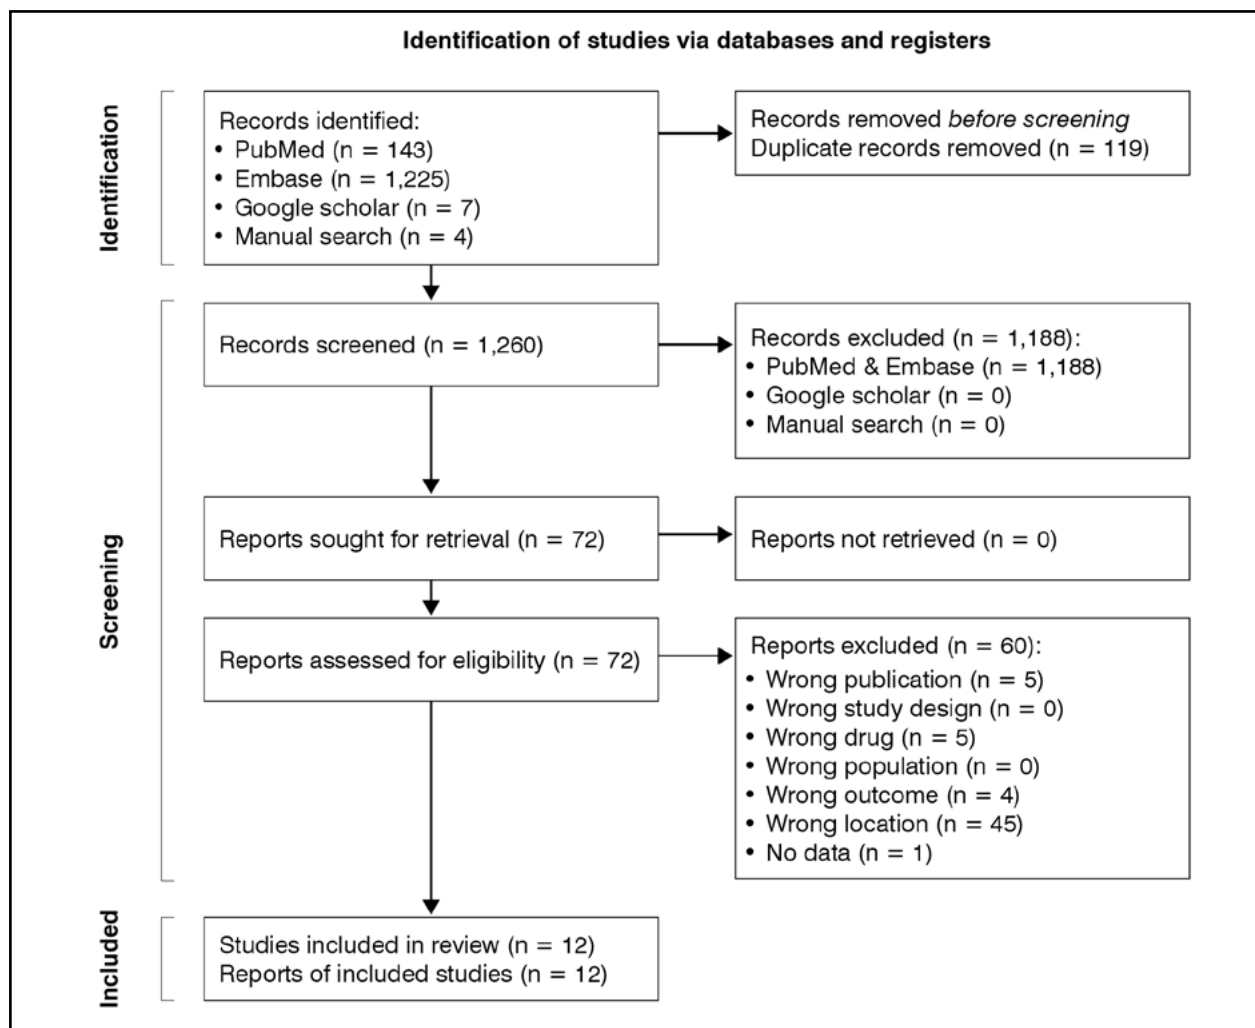 Identification of studies via databases and registers
Identification
Records identified:
• PubMed (n = 143)
• Embase (n = 1,225)
• Google scholar (n = 7)
• Manual search (n = 4)
Records removed before screening
Duplicate records removed (n = 119)
Screening
Records screened (n = 1,260)
Records excluded (n = 1,188):
• PubMed & Embase (n = 1,188)
• Google scholar (n = 0)
• Manual search (n = 0)
Reports sought for retrieval (n = 72)
Reports not retrieved (n = 0)
Reports assessed for eligibility (n = 72)
Reports excluded (n = 60):
• Wrong publication (n = 5)
• Wrong study design (n = 0)
• Wrong drug (n = 5)
• Wrong population (n = 0)
• Wrong outcome (n = 4)
• Wrong location (n = 45)
• No data (n = 1)
Included
Studies included in review (n = 12)
Reports of included studies (n = 12)